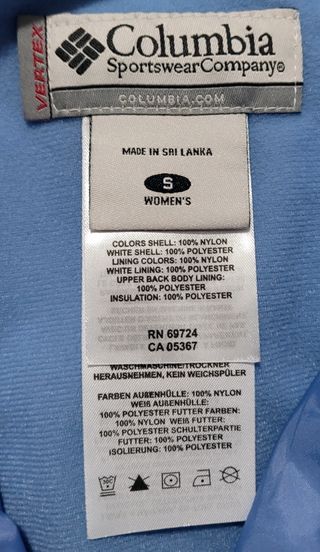 VERTEX
Columbia
SportswearCompany®
COLUMBIA.COM
MADE IN SRI LANKA
S
WOMEN'S
COLORS SHELL: 100% NYLON
WHITE SHELL: 100% POLYESTER
LINING COLORS: 100% NYLON
WHITE LINING: 100% POLYESTER
UPPER BACK BODY LINING:
100% POLYESTER
INSULATION: 100% POLYESTER
RN 69724
CA 05367
WASCHMASCHINE/TROCKNER
HERAUSNEHMEN, KEIN WEICHSPÜLER
FARBEN AUßENHÜLLE: 100% NYLON
WEIß AUßENHÜLLE:
100% POLYESTER FUTTER FARBEN:
100% NYLON WEIß FUTTER:
100% POLYESTER SCHULTERPARTIE
FUTTER: 100% POLYESTER
ISOLIERUNG: 100% POLYESTER